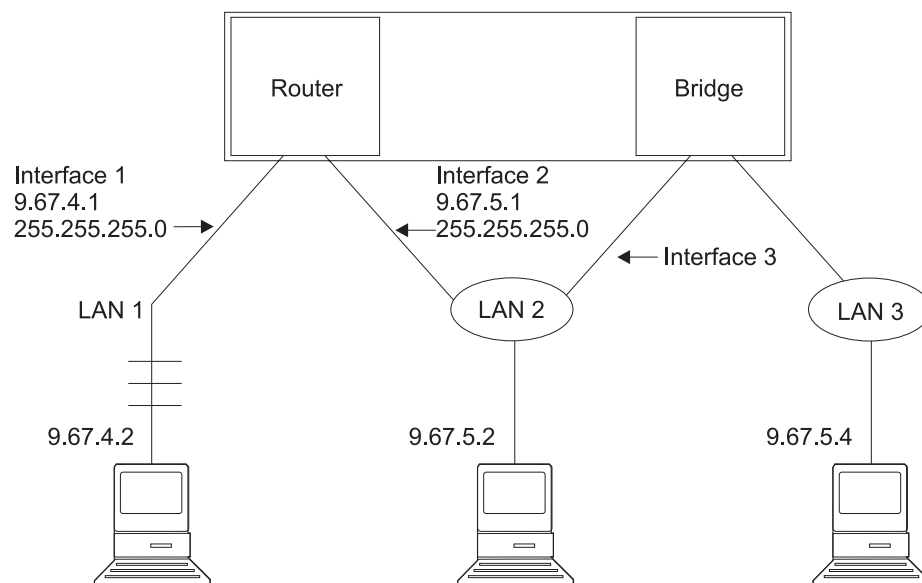 Router
Bridge
Interface 1
9.67.4.1
255.255.255.0
Interface 2
9.67.5.1
255.255.255.0
Interface 3
LAN 1
LAN 2
LAN 3
9.67.4.2
9.67.5.2
9.67.5.4